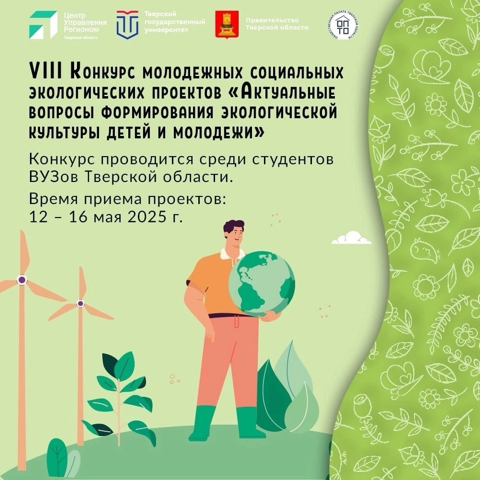 Центр
Управления
Регионом
Тверская область
Тверской
государственный
университет
Правительство
Тверской области
VIII Конкурс молодежных социальных
экологических проектов «Актуальные
вопросы формирования экологической
культуры детей и молодежи»
Конкурс проводится среди студентов
ВУЗов Тверской области.
Время приема проектов:
12 – 16 мая 2025 г.